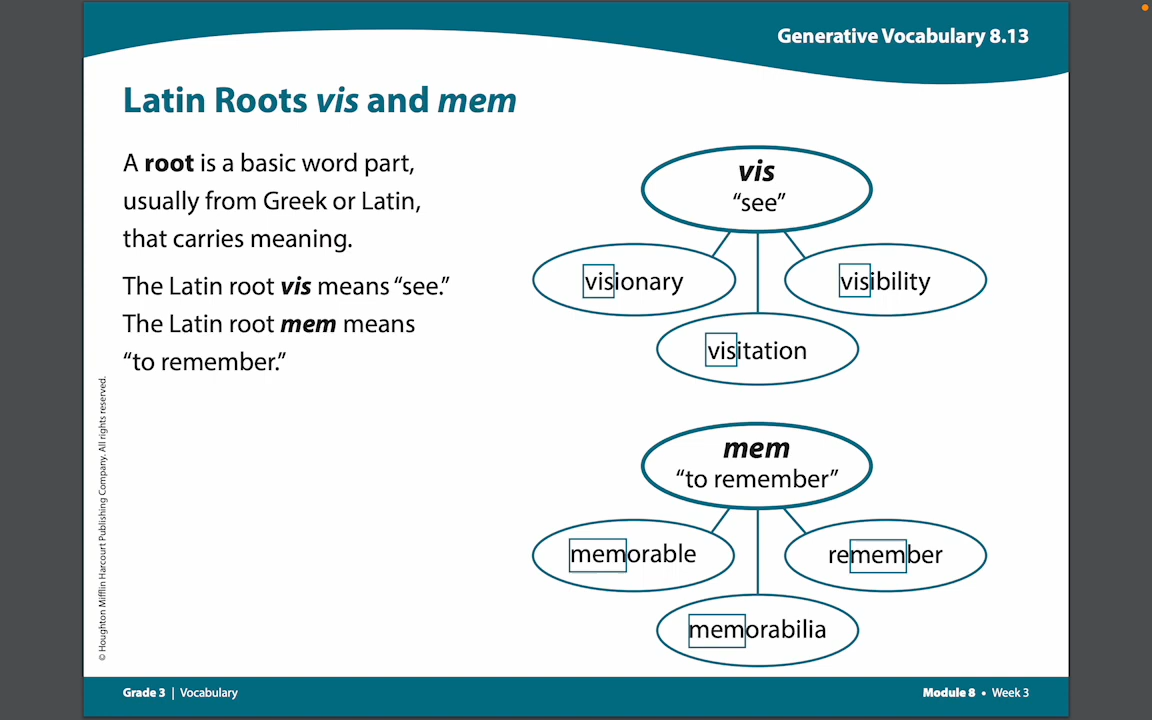 Generative Vocabulary 8.13
Latin Roots vis and mem
A root is a basic word part,
usually from Greek or Latin,
that carries meaning.
The Latin root vis means “see.”
The Latin root mem means
“to remember.”
vis
“see”
visionary
visibility
visitation
mem
“to remember”
memorable
remember
memorabilia
© Houghton Mifflin Harcourt Publishing Company. All rights reserved.
Grade 3 | Vocabulary
Module 8 • Week 3